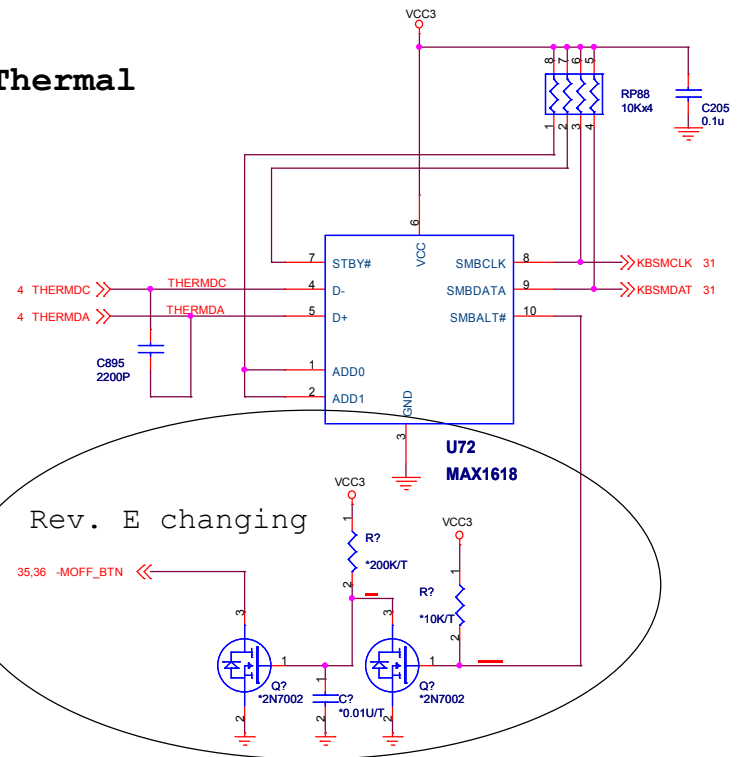 VCC3
Thermal
8 7 6 5
RP88
10Kx4
C205
0.1u
1 2 3 4
6
VCC
7 STBY# SMBCLK 8 KBSMCLK 31
4 THERMDC THERMDC 4 D- SMBDATA 9 KBSMDAT 31
4 THERMDA THERMDA 5 D+ SMBALT# 10
C895
2200P
1 ADD0
2 ADD1
GND
3
U72
MAX1618
VCC3
Rev. E changing
VCC3
1
R?
*200K/T
2
1
R?
*10K/T
2
35,36 -MOFF_BTN
3 3
1 1
Q?
*2N7002
1
C?
*0.01U/T
2
Q?
*2N7002
2 2